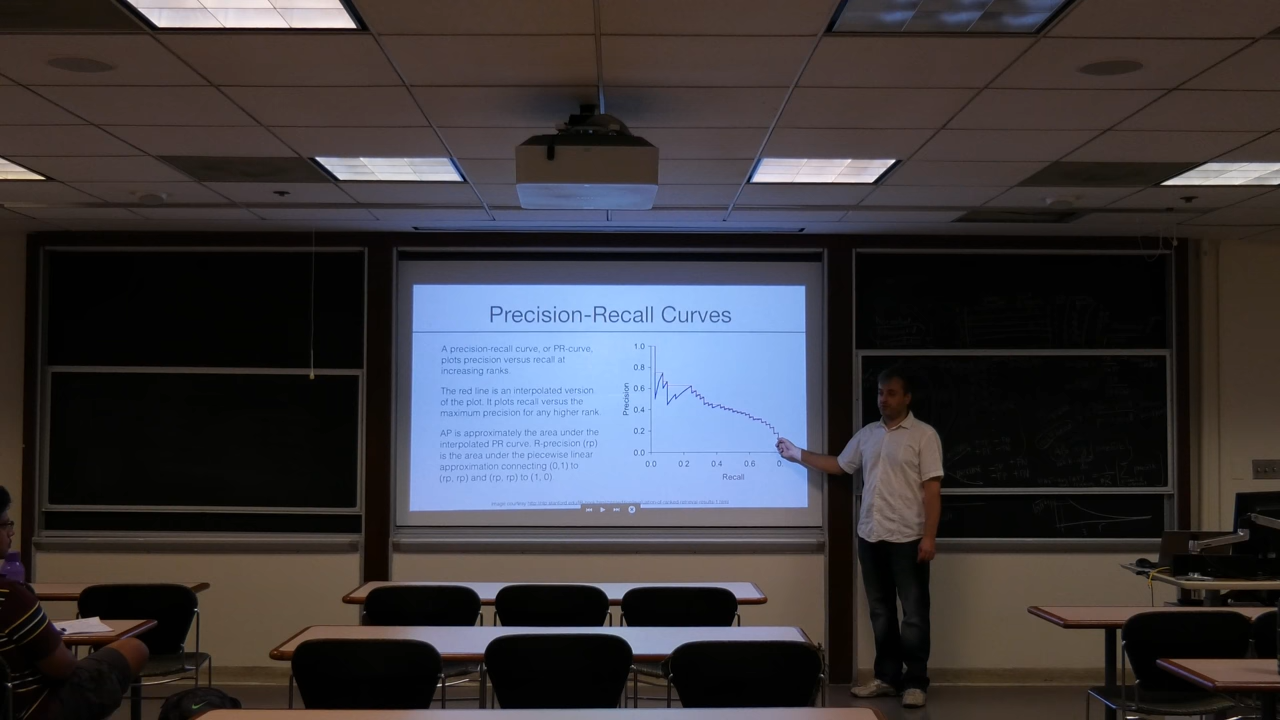 Precision-Recall Curves
A precision-recall curve, or PR-curve,
plots precision versus recall at
increasing ranks.
The red line is an interpolated version
of the plot. It plots recall versus the
maximum precision for any higher rank.
AP is approximately the area under the
interpolated PR curve. R-precision (rp)
is the area under the piecewise linear
approximation connecting (0,1) to
(rp, rp) and (rp, rp) to (1, 0)
1.0
0.8
0.6
0.4
0.2
0.0
Precision
0.0 0.2 0.4 0.6
Recall